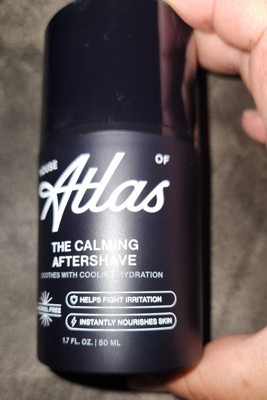 HOUSE OF
Atlas
THE CALMING
AFTERSHAVE
SOOTHES WITH COOLING HYDRATION
HELPS FIGHT IRRITATION
INSTANTLY NOURISHES SKIN
1.7 FL. OZ. | 50 ML